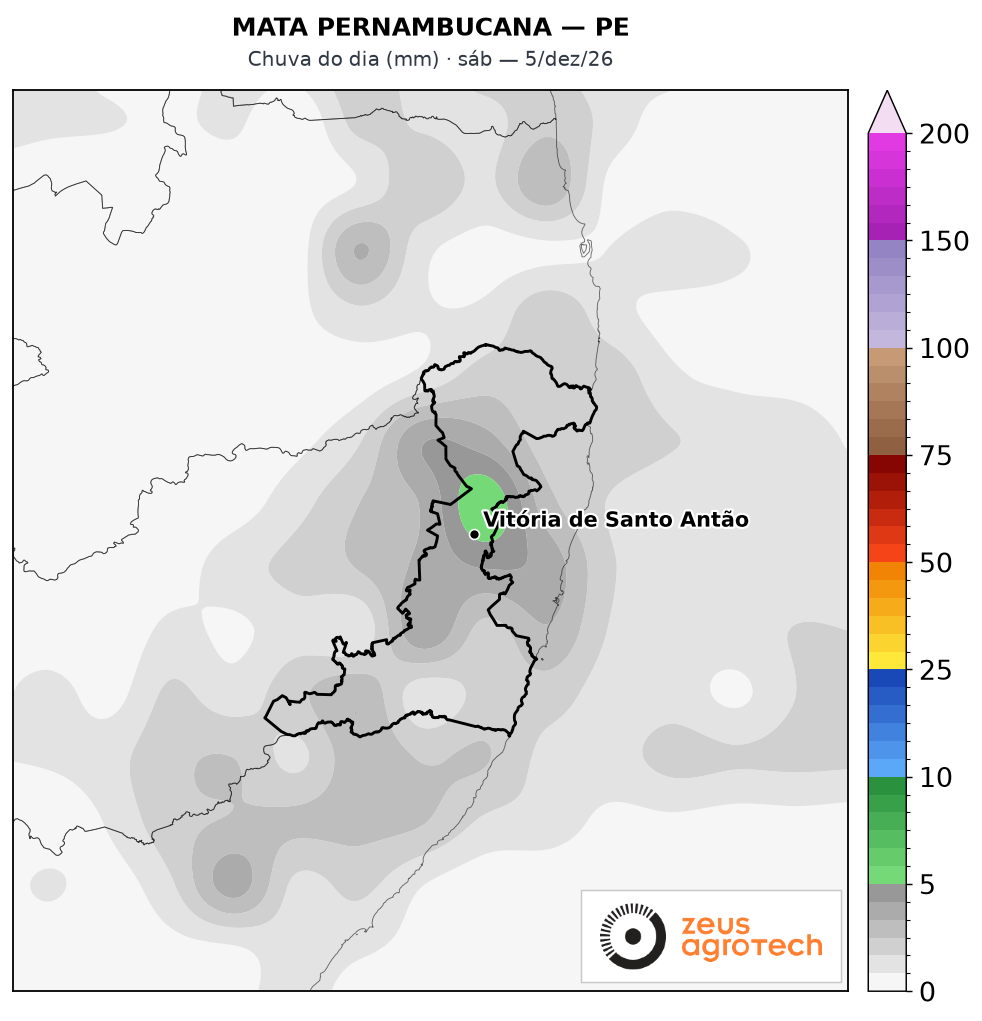 MATA PERNAMBUCANA — PE
Chuva do dia (mm) · sáb — 5/dez/26
200
150
100
75
50
25
10
5
0
Vitória de Santo Antão
zeus
agrotech